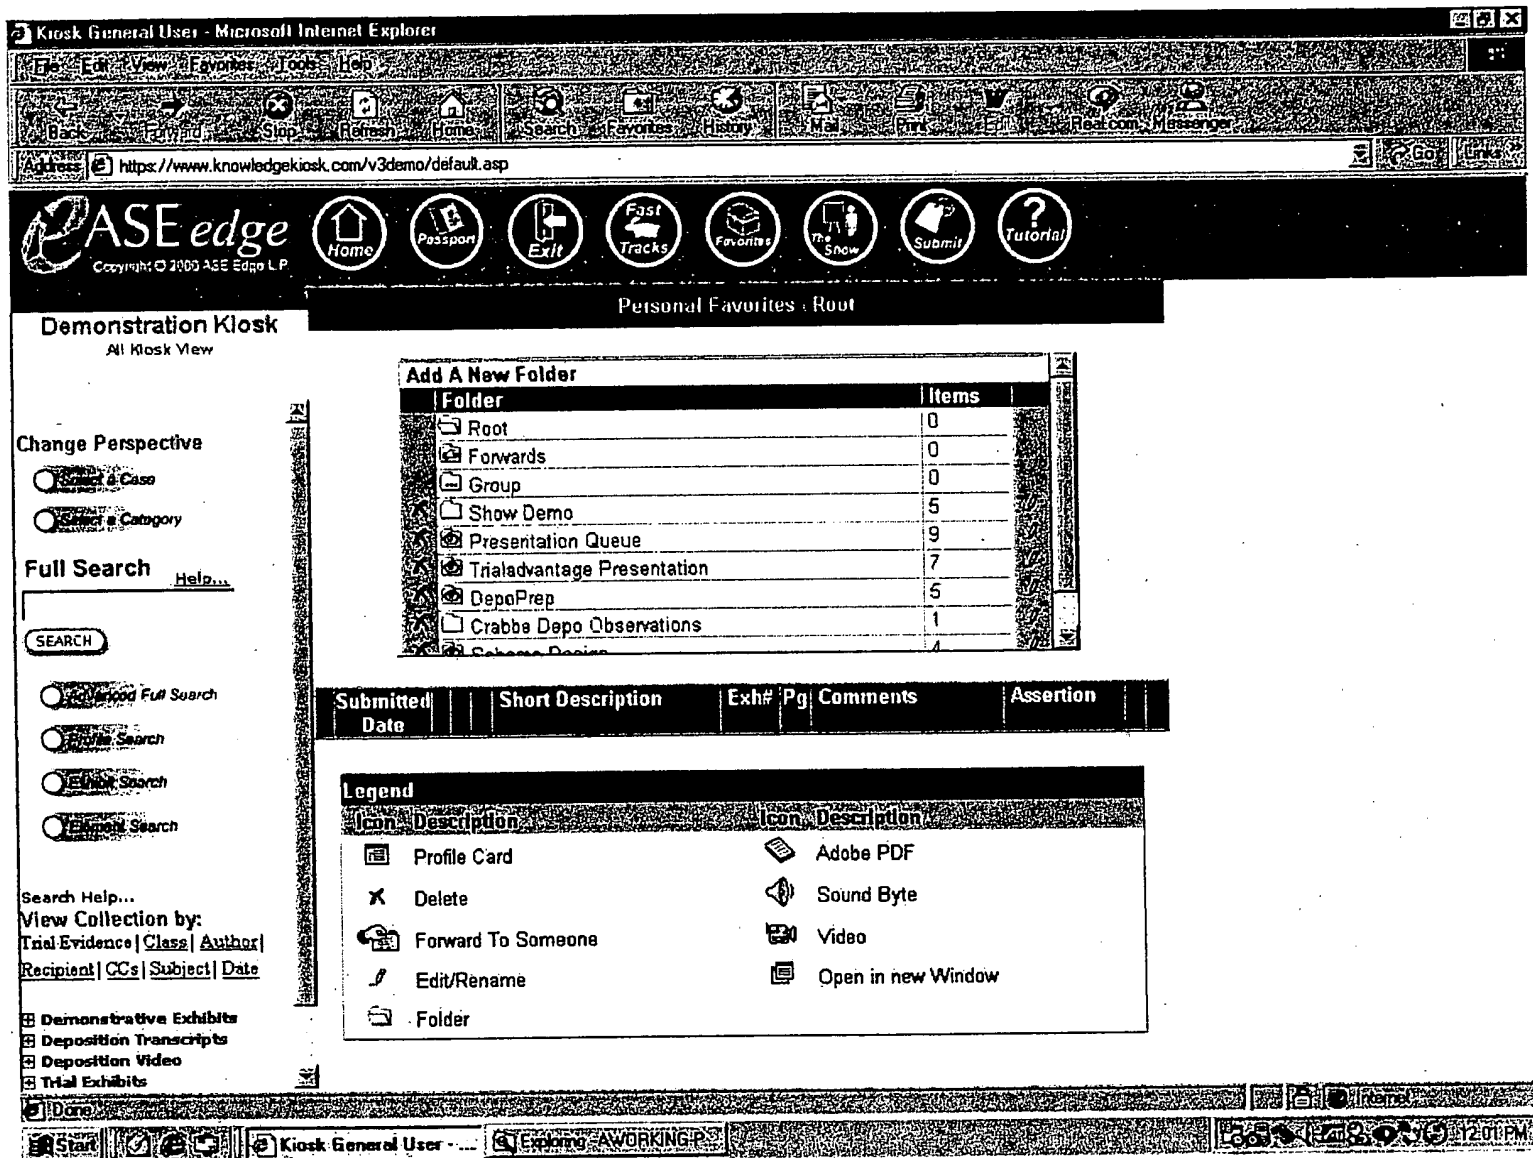 Kiosk General User - Microsoft Internet Explorer
File Edit View Favorites Tools Help
Back Forward Stop Refresh Home Search Favorites History Mail Print Edit Real.com Messenger
Address https://www.knowledgekiosk.com/v3demo/default.asp Go Links
ASE edge
Copyright © 2000 ASE Edge L.P.
Home Passport Exit Fast Tracks Favorites The Show Submit ? Tutorial
Personal Favorites : Root
Demonstration Kiosk
All Kiosk View
Change Perspective
Select a Case
Select a Category
Full Search Help...
SEARCH
Advanced Full Search
Profile Search
Exhibit Search
Element Search
Search Help...
View Collection by:
Trial Evidence | Class | Author |
Recipient | CCs | Subject | Date
Demonstrative Exhibits
Deposition Transcripts
Deposition Video
Trial Exhibits
Add A New Folder
Folder Items
Root 0
Forwards 0
Group 0
Show Demo 5
Presentation Queue 9
Trialadvantage Presentation 7
DepoPrep 5
Crabbe Depo Observations 1
Scheme Design 4
Submitted Date Short Description Exh# Pg Comments Assertion
Legend
Icon Description Icon Description
Profile Card Adobe PDF
Delete Sound Byte
Forward To Someone Video
Edit/Rename Open in new Window
Folder
Done Internet
Start Kiosk General User - ... Exploring - AWORKING P... 12:01 PM